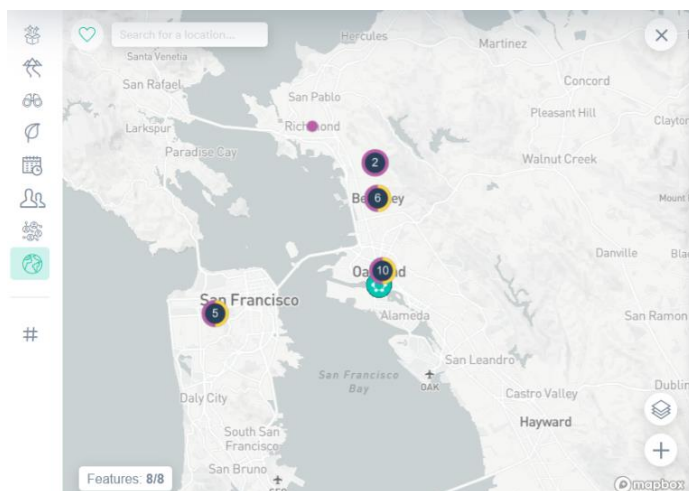 Search for a location...
Hercules
Martinez
Santa Venetia
San Rafael
Concord
San Pablo
Pleasant Hill
Clayto
Larkspur
Richmond
Paradise Cay
2
Walnut Creek
6
Mount
Danville
Blac
10
San Francisco
5
Alameda
San Ramon
San Leandro
San Francisco
Bay
OAK
Dublin
Daly City
Castro Valley
Hayward
South San
Francisco
San Bruno
Features: 8/8
mapbox